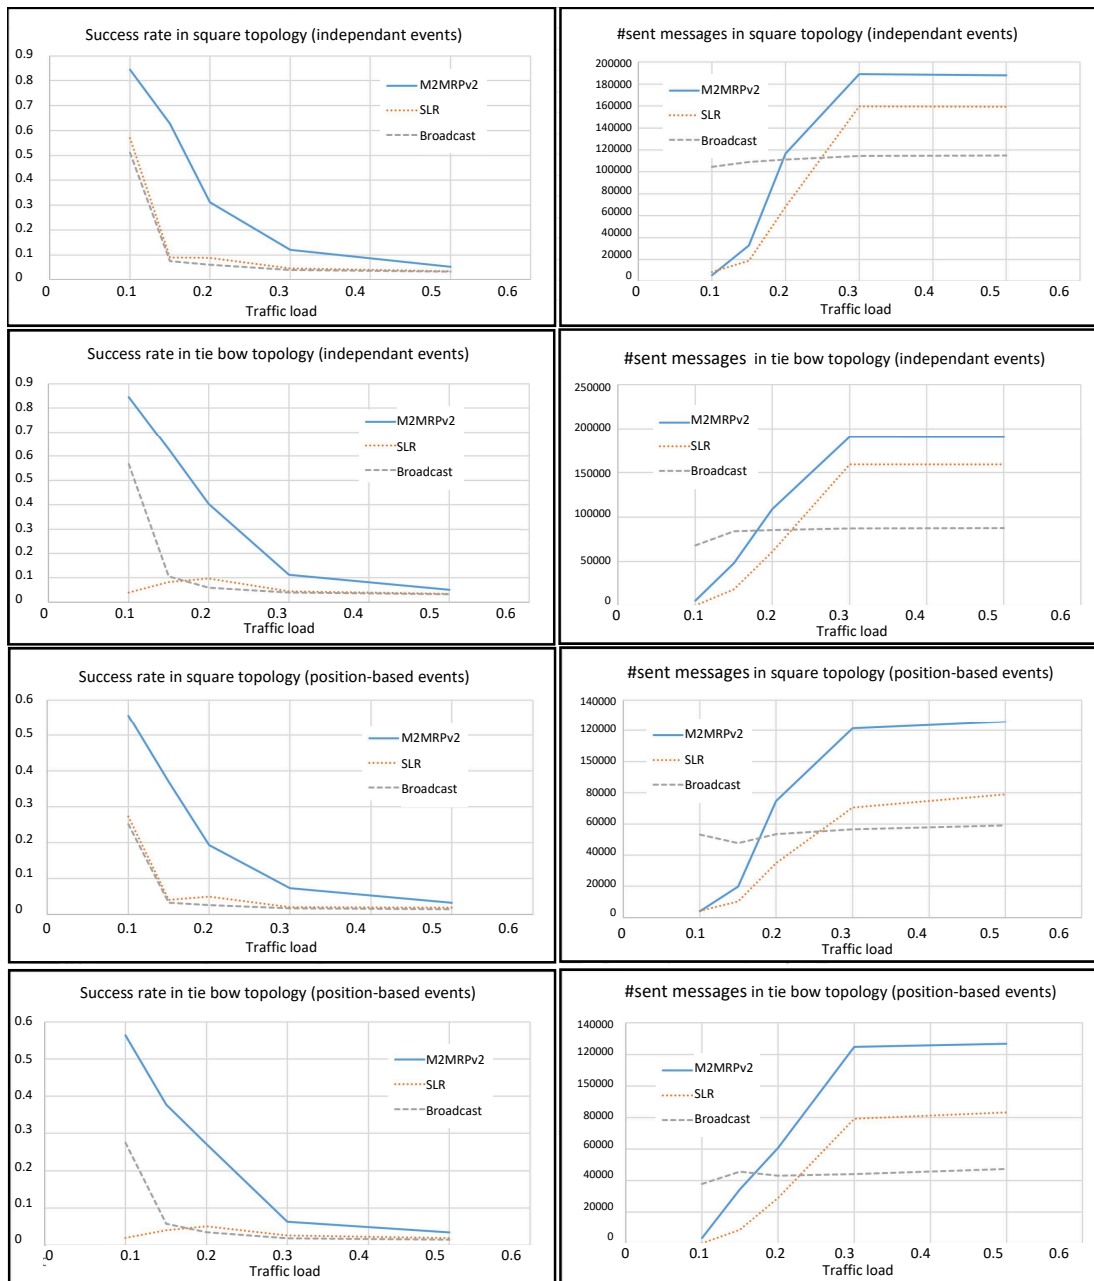 Success rate in square topology (independant events)
0.9
0.8
0.7
0.6
0.5
0.4
0.3
0.2
0.1
0
M2MRPv2
SLR
Broadcast
0 0.1 0.2 0.3 0.4 0.5 0.6
Traffic load
#sent messages in square topology (independant events)
200000
180000
160000
140000
120000
100000
80000
60000
40000
20000
0
M2MRPv2
SLR
Broadcast
0 0.1 0.2 0.3 0.4 0.5 0.6
Traffic load
Success rate in tie bow topology (independant events)
0.9
0.8
0.7
0.6
0.5
0.4
0.3
0.2
0.1
0
M2MRPv2
SLR
Broadcast
0 0.1 0.2 0.3 0.4 0.5 0.6
Traffic load
#sent messages in tie bow topology (independant events)
250000
200000
150000
100000
50000
0
M2MRPv2
SLR
Broadcast
0 0.1 0.2 0.3 0.4 0.5 0.6
Traffic load
Success rate in square topology (position-based events)
0.6
0.5
0.4
0.3
0.2
0.1
0
M2MRPv2
SLR
Broadcast
0 0.1 0.2 0.3 0.4 0.5 0.6
Traffic load
#sent messages in square topology (position-based events)
140000
120000
80000
60000
40000
20000
0
M2MRPv2
SLR
Broadcast
0 0.1 0.2 0.3 0.4 0.5 0.6
Traffic load
Success rate in tie bow topology (position-based events)
0.6
0.5
0.4
0.3
0.2
0.1
0
M2MRPv2
SLR
Broadcast
0 0.1 0.2 0.3 0.4 0.5 0.6
Traffic load
#sent messages in tie bow topology (position-based events)
140000
120000
150000
80000
60000
40000
20000
0
M2MRPv2
SLR
Broadcast
0 0.1 0.2 0.3 0.4 0.5 0.6
Traffic load